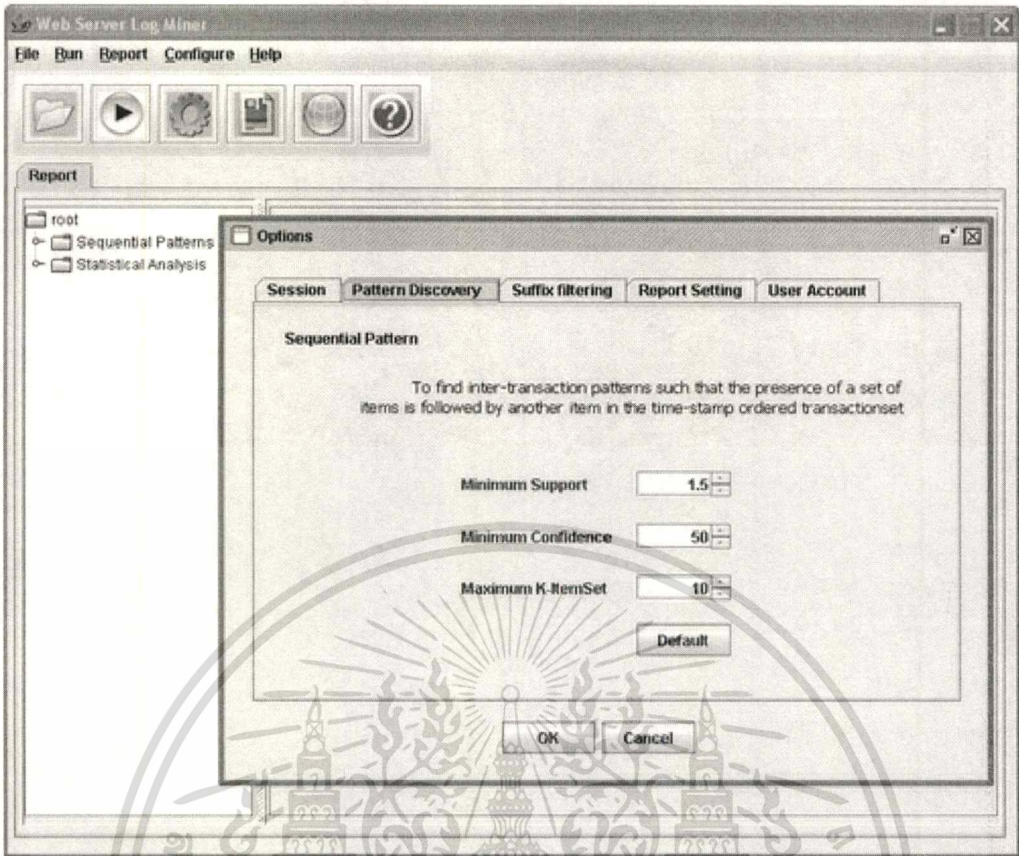 Web Server Log Miner
File Run Report Configure Help
Report
root
Sequential Patterns
Statistical Analysis
Options
Session Pattern Discovery Suffix filtering Report Setting User Account
Sequential Pattern
To find inter-transaction patterns such that the presence of a set of
items is followed by another item in the time-stamp ordered transactionset
Minimum Support 1.5
Minimum Confidence 50
Maximum K-ItemSet 10
Default
OK Cancel